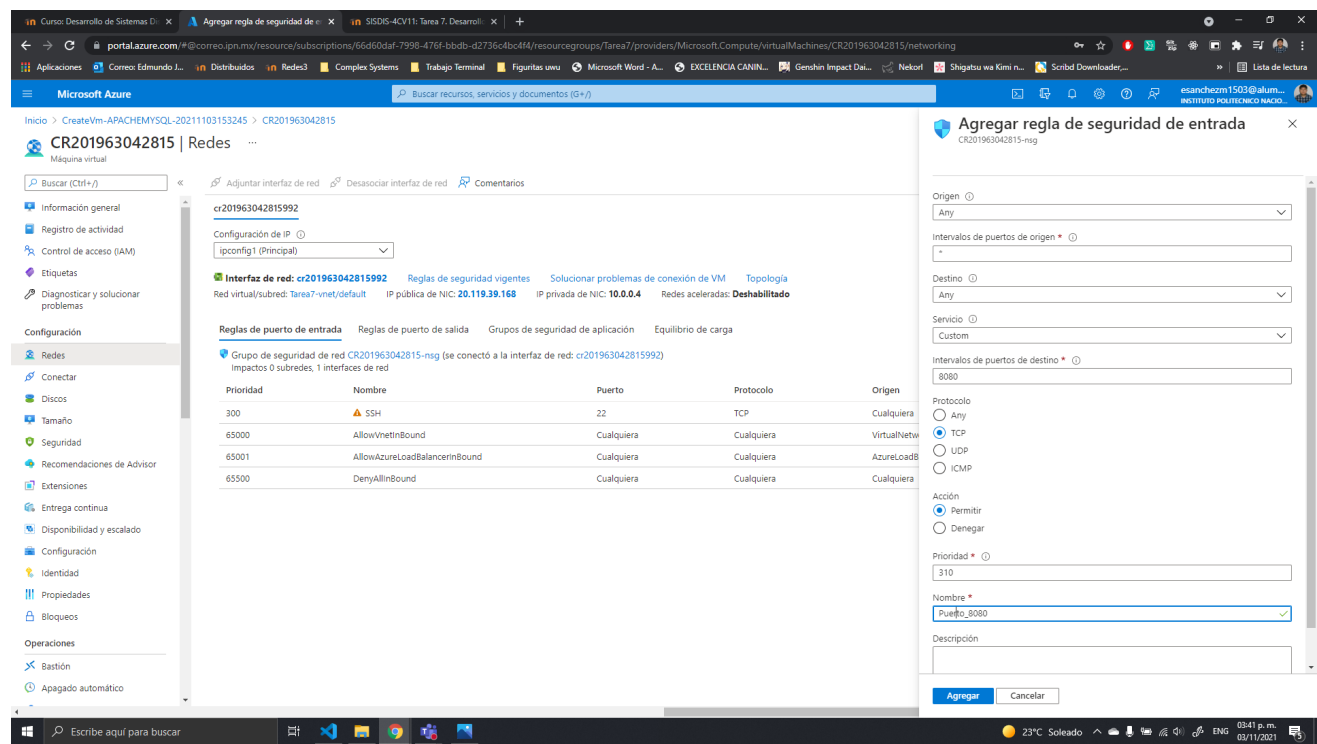 Curso: Desarrollo de Sistemas Di
Agregar regla de seguridad de en
SISDIS-4CV11: Tarea 7. Desarrollo
portal.azure.com/#@correo.ipn.mx/resource/subscriptions/66d60daf-7998-476f-bbdb-d2736c4bc4f4/resourcegroups/Tarea7/providers/Microsoft.Compute/virtualMachines/CR201963042815/networking
Aplicaciones
Correo: Edmundo J...
Distribuidos
Redes3
Complex Systems
Trabajo Terminal
Figuritas uwu
Microsoft Word - A...
EXCELENCIA CANIN...
Genshin Impact Dai...
Nekori
Shigatsu wa Kimi n...
Scribd Downloader,...
»
Lista de lectura
Microsoft Azure
Buscar recursos, servicios y documentos (G+/)
esanchezm1503@alum...
INSTITUTO POLITECNICO NACIO...
Inicio > CreateVm-APACHEMYSQL-20211103153245 > CR201963042815
CR201963042815 | Redes ...
Máquina virtual
Buscar (Ctrl+/)
«
Información general
Registro de actividad
Control de acceso (IAM)
Etiquetas
Diagnosticar y solucionar
problemas
Configuración
Redes
Conectar
Discos
Tamaño
Seguridad
Recomendaciones de Advisor
Extensiones
Entrega continua
Disponibilidad y escalado
Configuración
Identidad
Propiedades
Bloqueos
Operaciones
Bastión
Apagado automático
Adjuntar interfaz de red
Desasociar interfaz de red
Comentarios
cr201963042815992
Configuración de IP
ipconfig1 (Principal)
Interfaz de red: cr201963042815992
Reglas de seguridad vigentes
Solucionar problemas de conexión de VM
Topología
Red virtual/subred: Tarea7-vnet/default
IP pública de NIC: 20.119.39.168
IP privada de NIC: 10.0.0.4
Redes aceleradas: Deshabilitado
Reglas de puerto de entrada
Reglas de puerto de salida
Grupos de seguridad de aplicación
Equilibrio de carga
Grupo de seguridad de red CR201963042815-nsg (se conectó a la interfaz de red: cr201963042815992)
Impactos 0 subredes, 1 interfaces de red
Prioridad Nombre Puerto Protocolo Origen
300 SSH 22 TCP Cualquiera
65000 AllowVnetInBound Cualquiera Cualquiera VirtualNetw
65001 AllowAzureLoadBalancerInBound Cualquiera Cualquiera AzureLoadB
65500 DenyAllInBound Cualquiera Cualquiera Cualquiera
Agregar regla de seguridad de entrada
CR201963042815-nsg
Origen
Any
Intervalos de puertos de origen *
*
Destino
Any
Servicio
Custom
Intervalos de puertos de destino *
8080
Protocolo
Any
TCP
UDP
ICMP
Acción
Permitir
Denegar
Prioridad *
310
Nombre *
Puerto_8080
Descripción
Agregar
Cancelar
Escribe aquí para buscar
23°C Soleado
ENG
03:41 p. m.
03/11/2021